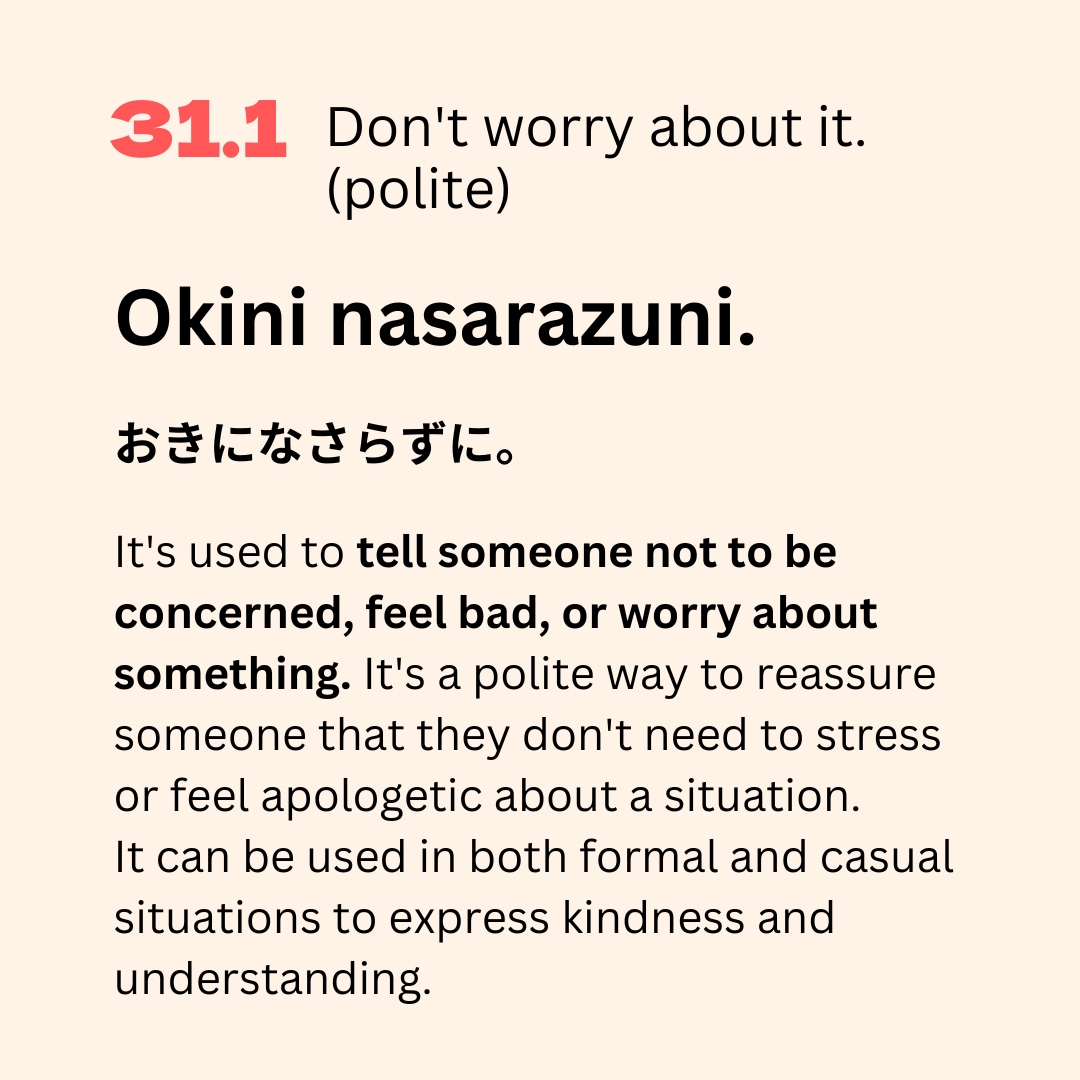 31.1 Don't worry about it.
(polite)
Okini nasarazuni.
おきになさらずに。
It's used to tell someone not to be
concerned, feel bad, or worry about
something. It's a polite way to reassure
someone that they don't need to stress
or feel apologetic about a situation.
It can be used in both formal and casual
situations to express kindness and
understanding.